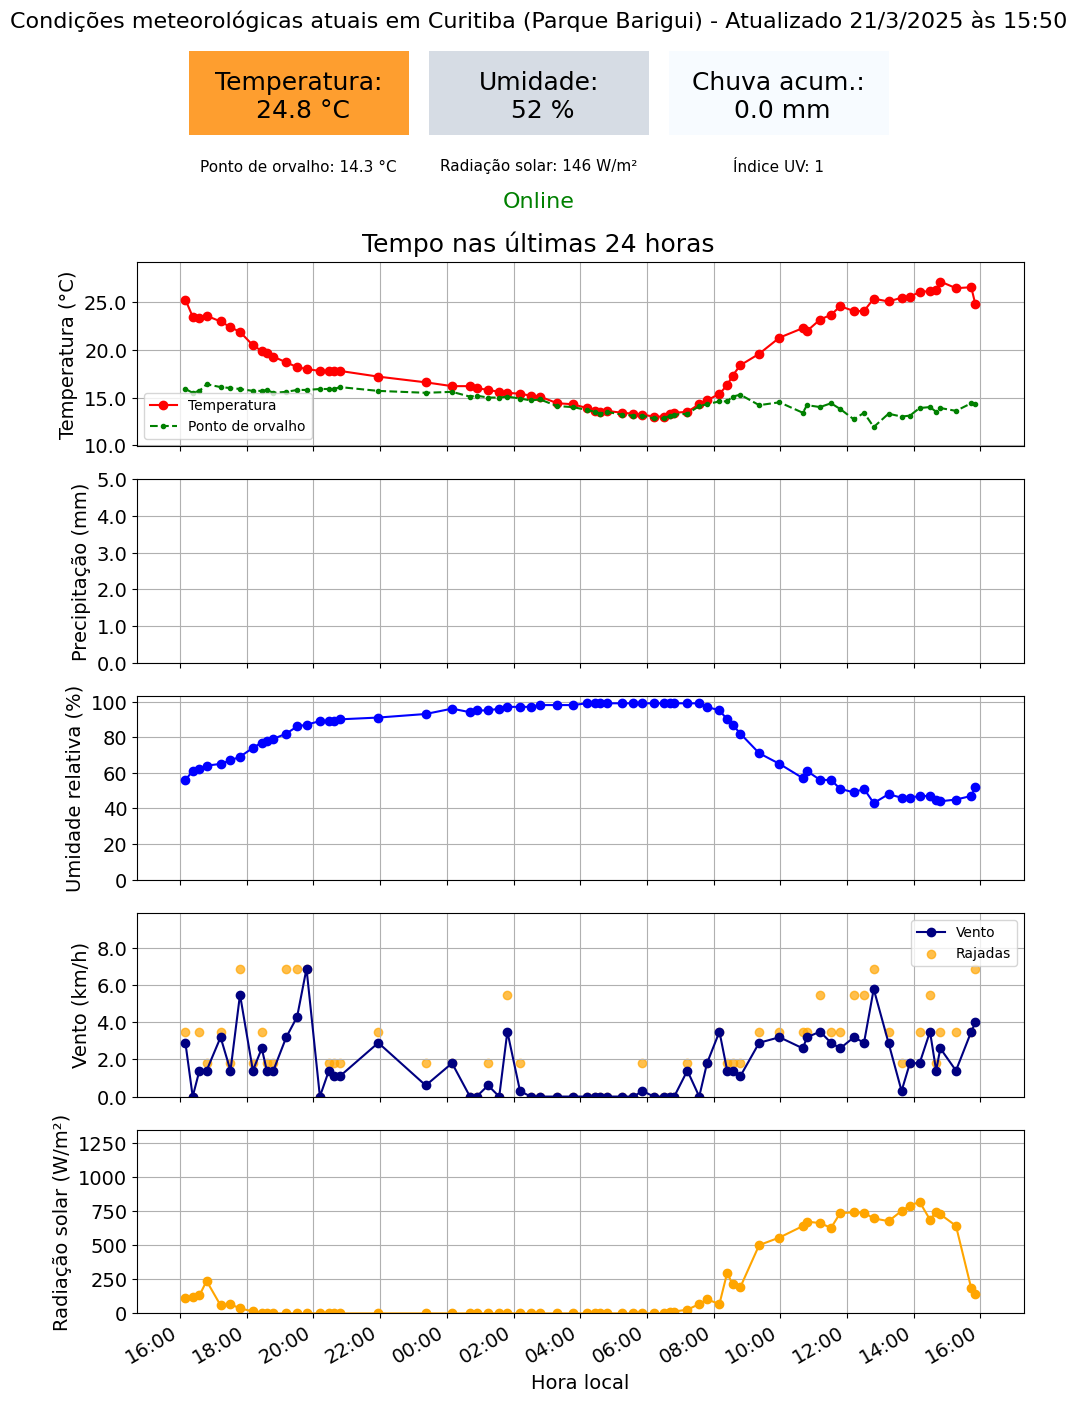 Condições meteorológicas atuais em Curitiba (Parque Barigui) - Atualizado 21/3/2025 às 15:50
Temperatura:
24.8 °C
Umidade:
52 %
Chuva acum.:
0.0 mm
Ponto de orvalho: 14.3 °C
Radiação solar: 146 W/m²
Índice UV: 1
Online
Tempo nas últimas 24 horas
Temperatura (°C)
25.0
20.0
15.0
10.0
Temperatura
Ponto de orvalho
Precipitação (mm)
5.0
4.0
3.0
2.0
1.0
0.0
Umidade relativa (%)
100
80
60
40
20
0
Vento (km/h)
8.0
6.0
4.0
2.0
0.0
Vento
Rajadas
Radiação solar (W/m²)
1250
1000
750
500
250
0
16:00
18:00
20:00
22:00
00:00
02:00
04:00
06:00
08:00
10:00
12:00
14:00
16:00
Hora local